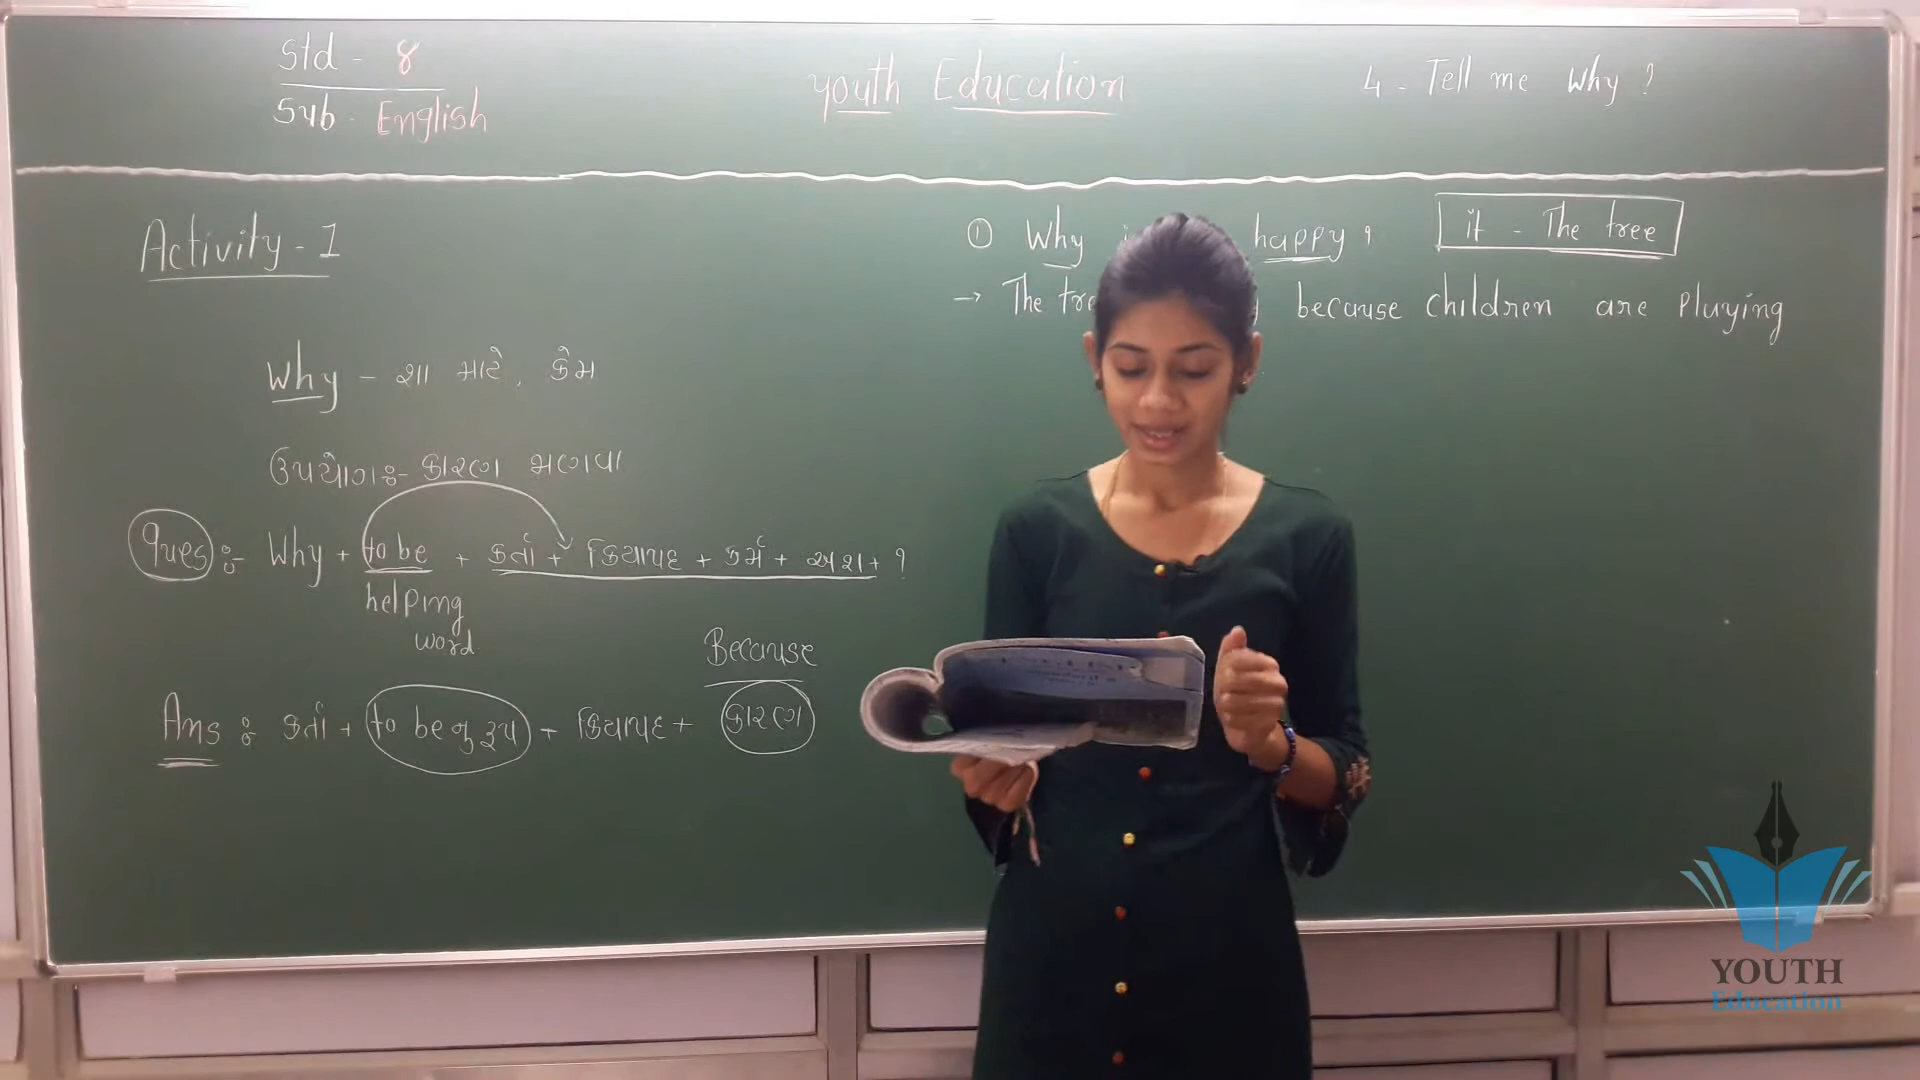 Std - 8
Sub - English
Youth Education
4 - Tell me Why ?
Activity - 1
Why - શા માટે, કેમ
ઉપયોગઃ- કારણ જાણવા
Ques :- Why + to be + કર્તા + ક્રિયાપદ + કર્મ + અ.શ. + ?
helping
word
Because
Ans : કર્તા + to be નું રૂપ + ક્રિયાપદ + કારણ
① Why happy ?
it - The tree
→ The because children are Playing
YOUTH
Education